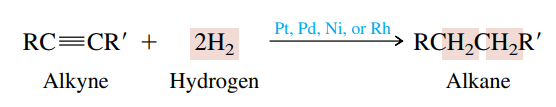 Pt, Pd, Ni, or Rh
RC≡CR′ + 2H₂ → RCH₂CH₂R′
Alkyne Hydrogen Alkane